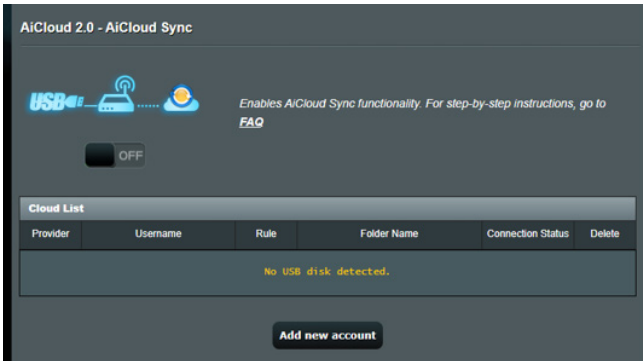 AiCloud 2.0 - AiCloud Sync
USB
Enables AiCloud Sync functionality. For step-by-step instructions, go to
FAQ
OFF
Cloud List
Provider Username Rule Folder Name Connection Status Delete
No USB disk detected.
Add new account